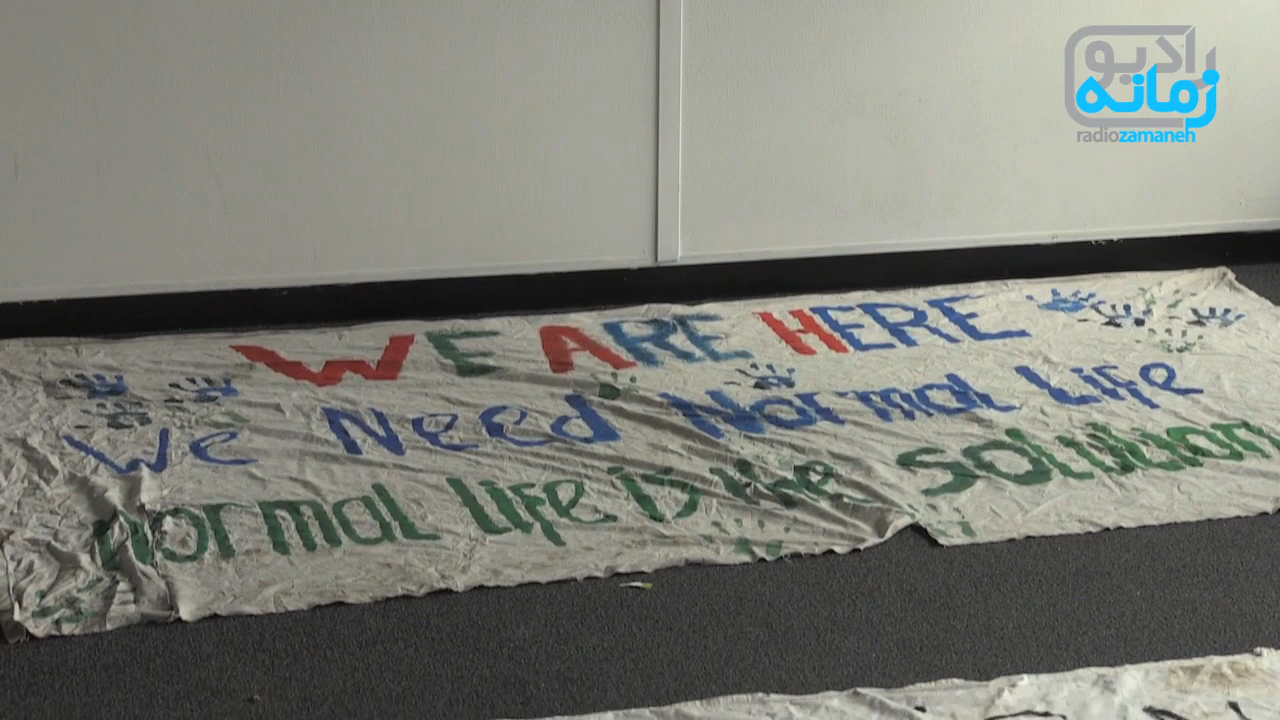 رادیو
زمانه
radiozamaneh
WE ARE HERE
We Need Normal Life
Normal life is the solution